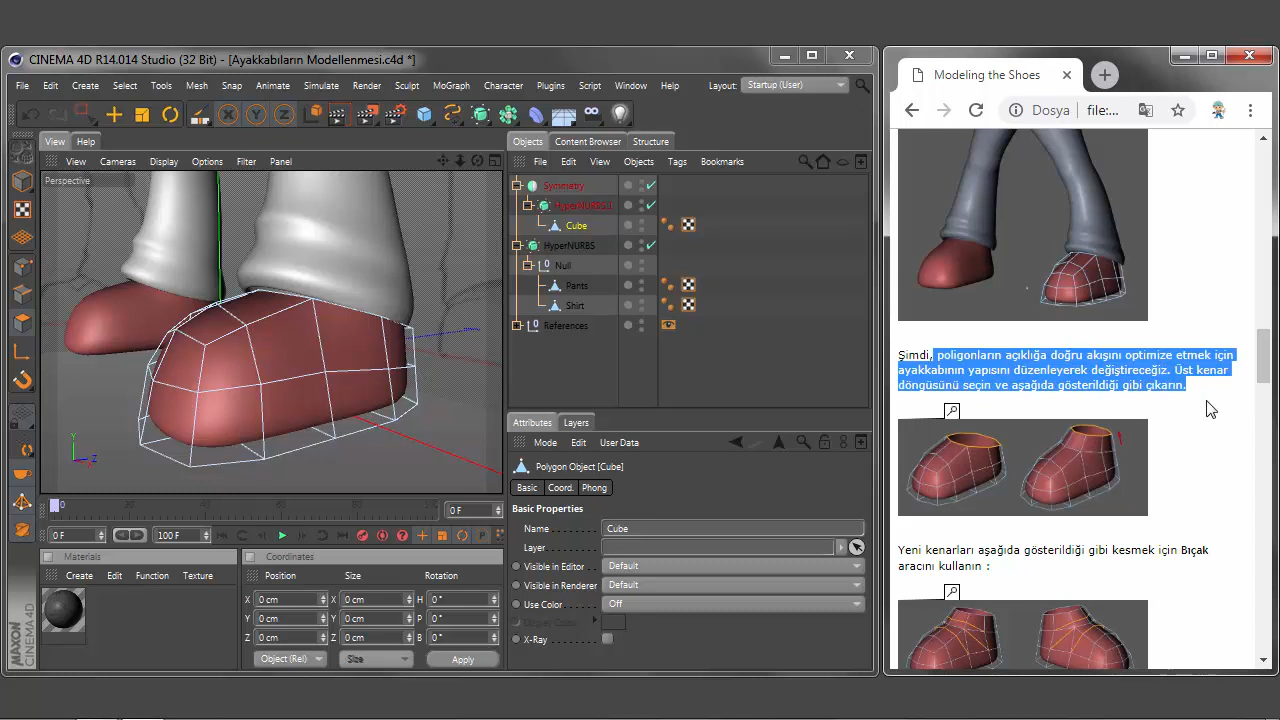 CINEMA 4D R14.014 Studio (32 Bit) - [Ayakkabıların Modellenmesi.c4d *]
File Edit Create Select Tools Mesh Snap Animate Simulate Render Sculpt MoGraph Character Plugins Script Window Help Layout: Startup (User)
X Y Z
View Help
View Cameras Display Options Filter Panel
Perspective
Y
Z
0 20 40 60 80
0 F
0 F 100 F
P
Materials
Create Edit Function Texture
MAXON
CINEMA 4D
Coordinates
Position Size Rotation
X 0 cm X 0 cm H 0 °
Y 0 cm Y 0 cm P 0 °
Z 0 cm Z 0 cm B 0 °
Object (Rel) Size Apply
Objects Content Browser Structure
File Edit View Objects Tags Bookmarks
Symmetry
HyperNURBS.1
Cube
HyperNURBS
Null
Pants
Shirt
References
Attributes Layers
Mode Edit User Data
Polygon Object [Cube]
Basic Coord. Phong
Basic Properties
Name Cube
Layer
Visible in Editor Default
Visible in Renderer Default
Use Color Off
Display Color
X-Ray
Modeling the Shoes
Dosya file:...
Şimdi, poligonların açıklığa doğru akışını optimize etmek için
ayakkabının yapısını düzenleyerek değiştireceğiz. Üst kenar
döngüsünü seçin ve aşağıda gösterildiği gibi çıkarın.
Yeni kenarları aşağıda gösterildiği gibi kesmek için Bıçak
aracını kullanın :